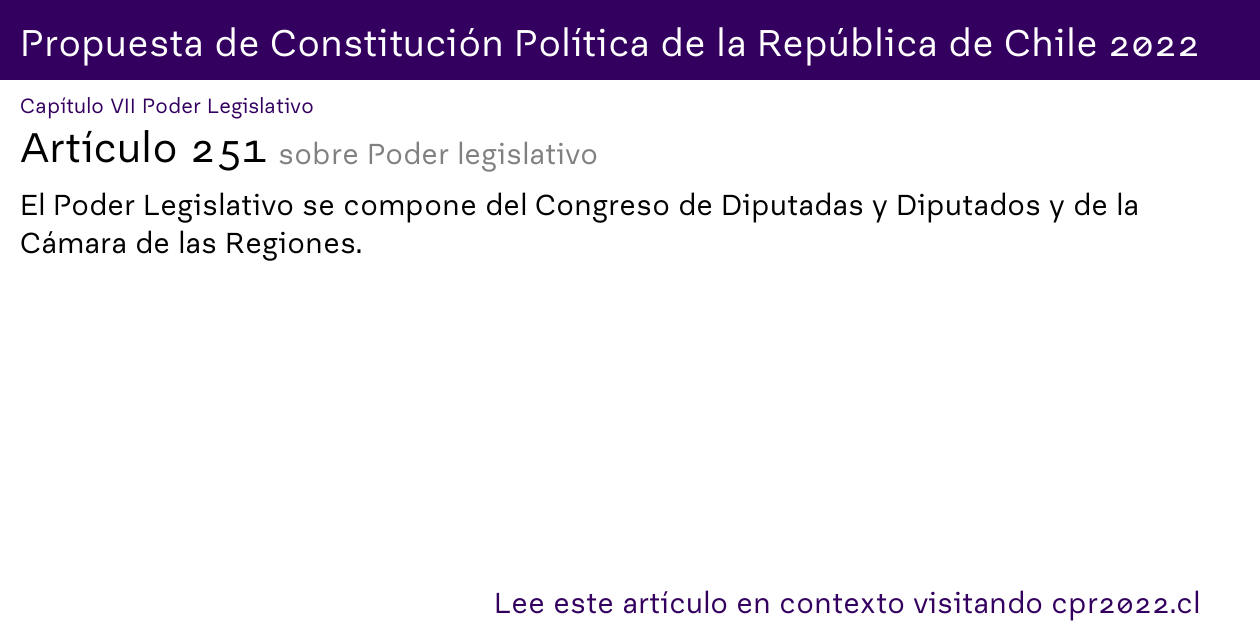 Propuesta de Constitución Política de la República de Chile 2022
Capítulo VII Poder Legislativo
Artículo 251 sobre Poder legislativo
El Poder Legislativo se compone del Congreso de Diputadas y Diputados y de la
Cámara de las Regiones.
Lee este artículo en contexto visitando cpr2022.cl